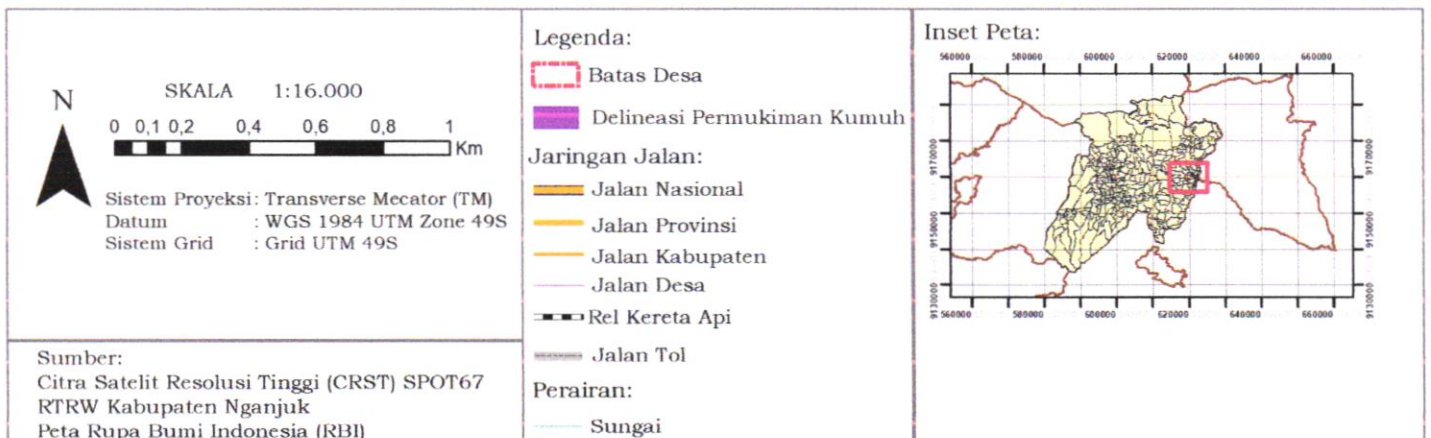 N
SKALA 1:16.000
0 0,1 0,2 0,4 0,6 0,8 1
Km
Sistem Proyeksi: Transverse Mecator (TM)
Datum : WGS 1984 UTM Zone 49S
Sistem Grid : Grid UTM 49S
Sumber:
Citra Satelit Resolusi Tinggi (CRST) SPOT67
RTRW Kabupaten Nganjuk
Peta Rupa Bumi Indonesia (RBI)
Legenda:
Batas Desa
Delineasi Permukiman Kumuh
Jaringan Jalan:
Jalan Nasional
Jalan Provinsi
Jalan Kabupaten
Jalan Desa
Rel Kereta Api
Jalan Tol
Perairan:
Sungai
Inset Peta:
560000 580000 600000 620000 640000 660000
9170000 9170000
9150000 9150000
9130000 9130000
560000 580000 600000 620000 640000 660000